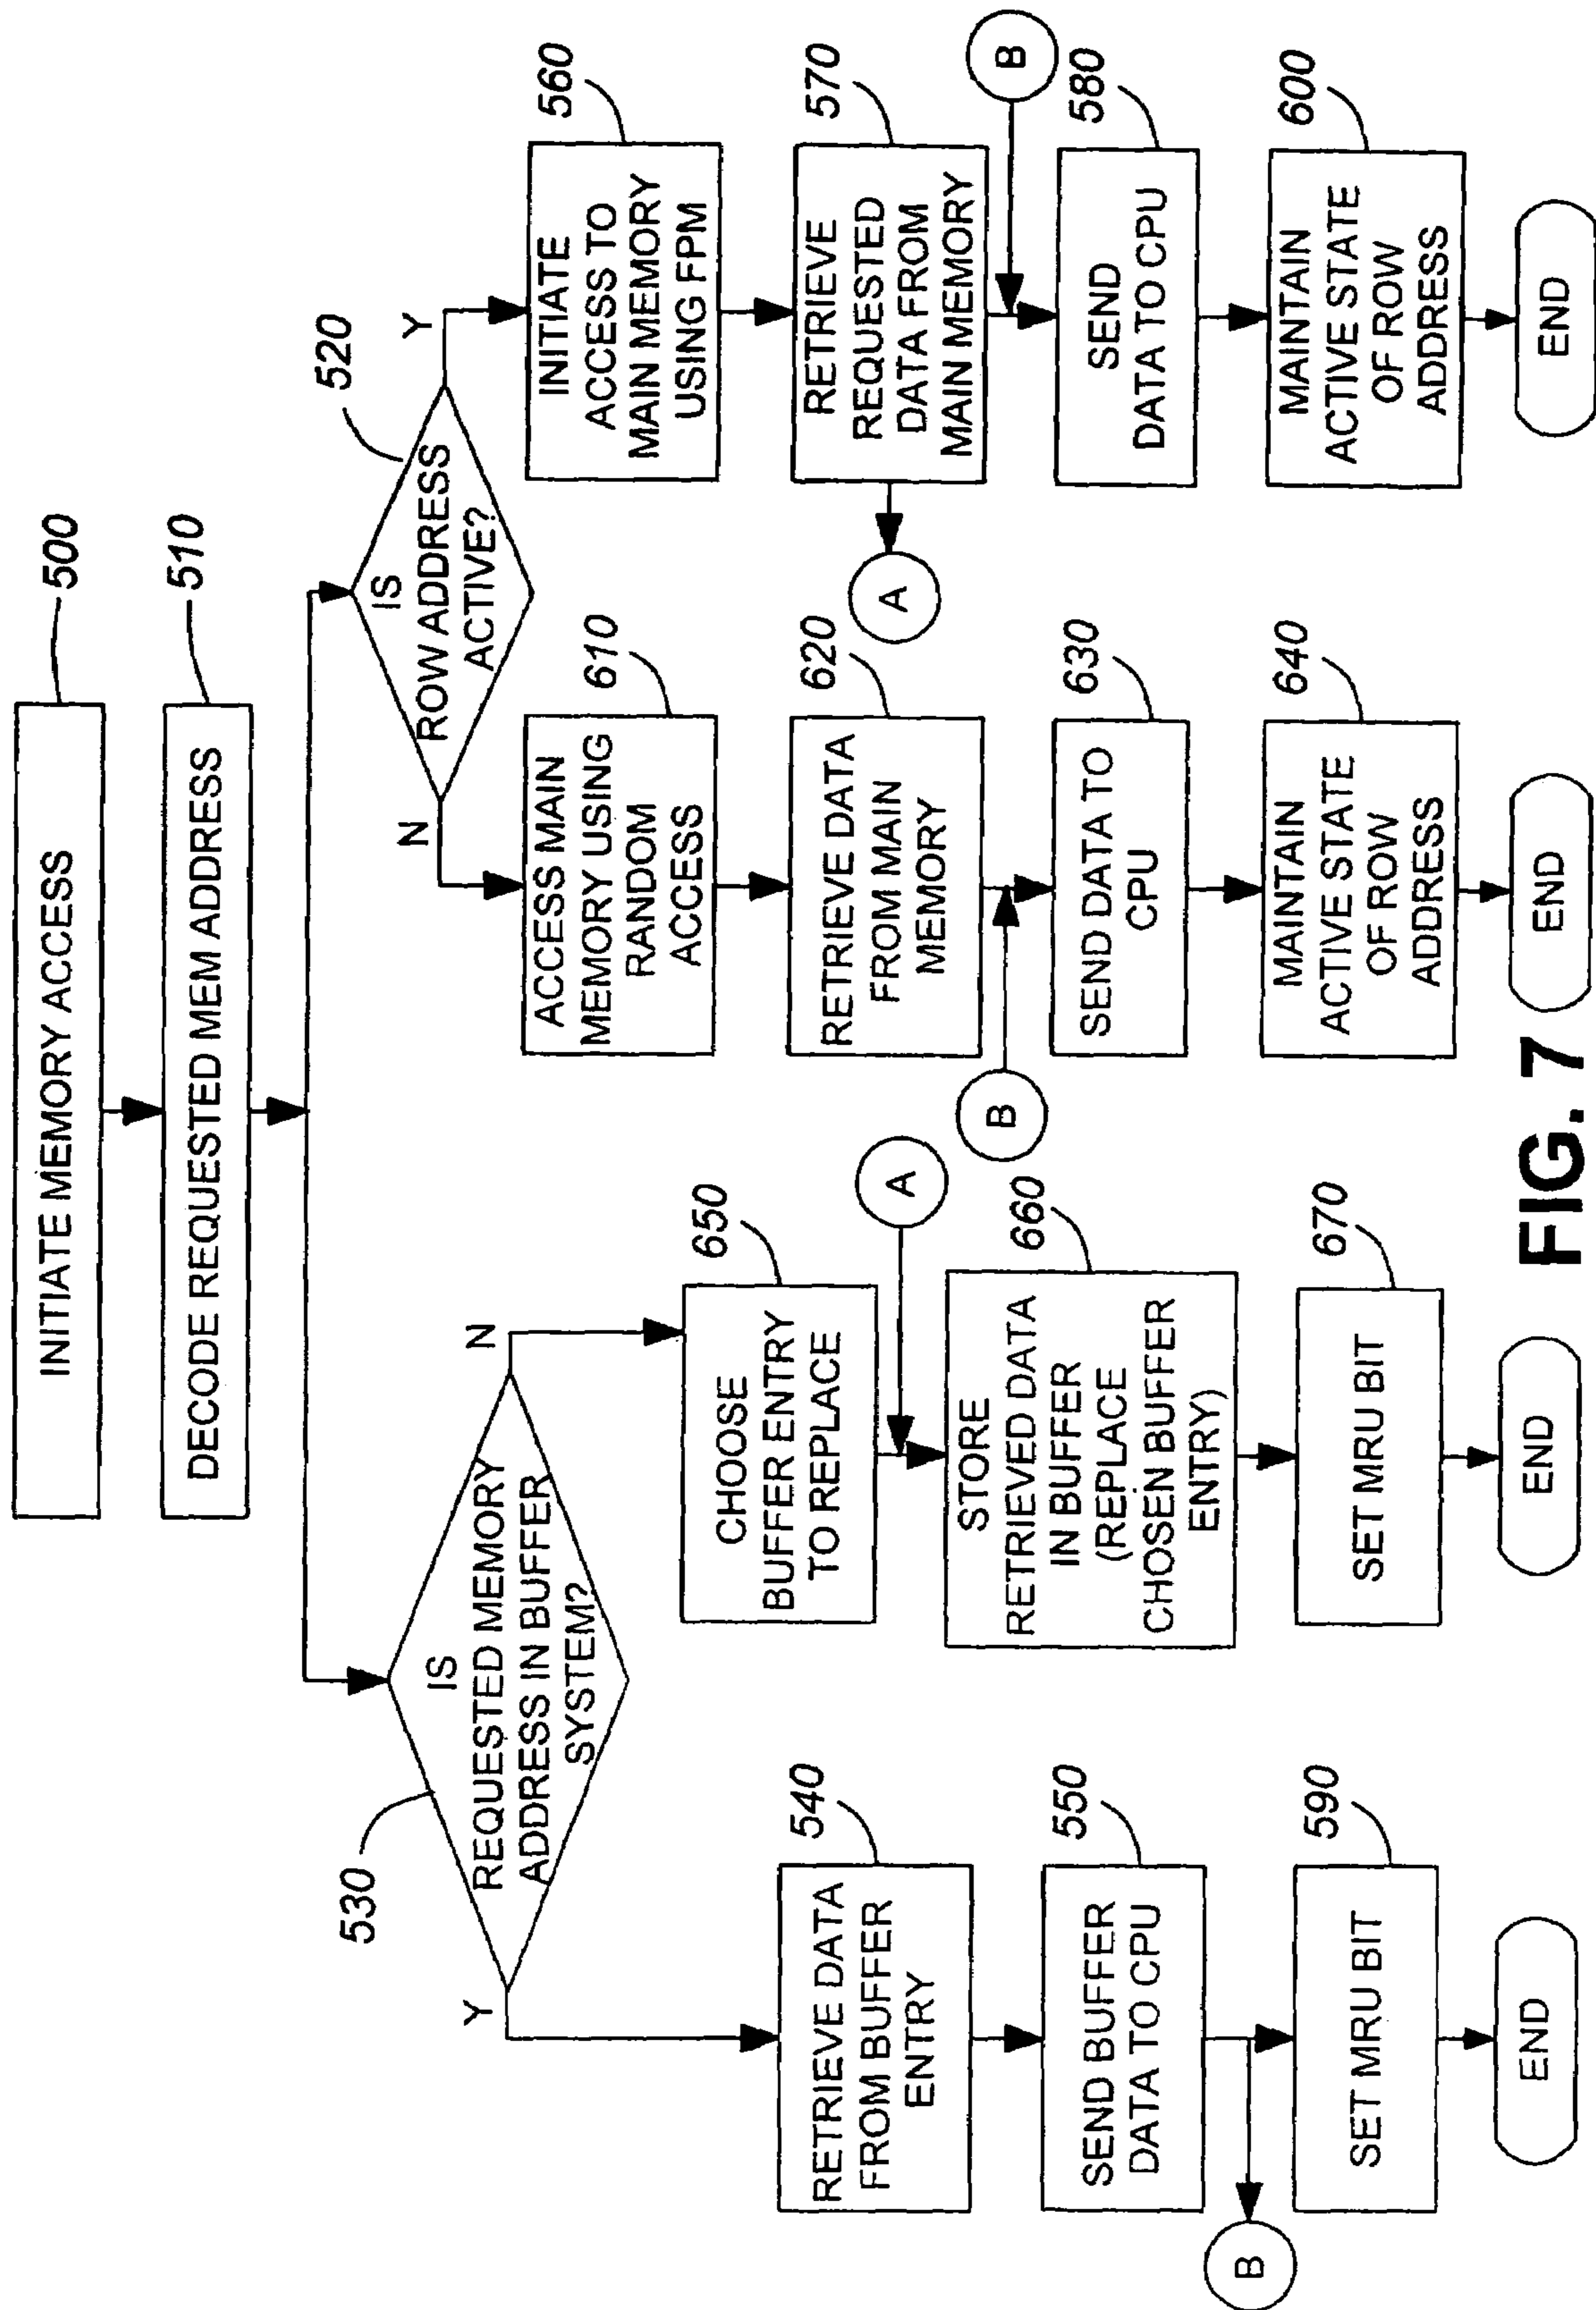 INITIATE MEMORY ACCESS
500
DECODE REQUESTED MEM ADDRESS
510
IS
REQUESTED MEMORY
ADDRESS IN BUFFER
SYSTEM?
530
Y
N
IS
ROW ADDRESS
ACTIVE?
520
N
Y
RETRIEVE DATA
FROM BUFFER
ENTRY
540
SEND BUFFER
DATA TO CPU
550
B
SET MRU BIT
590
END
CHOOSE
BUFFER ENTRY
TO REPLACE
650
A
STORE
RETRIEVED DATA
IN BUFFER
(REPLACE
CHOSEN BUFFER
ENTRY)
660
SET MRU BIT
670
END
ACCESS MAIN
MEMORY USING
RANDOM
ACCESS
610
RETRIEVE DATA
FROM MAIN
MEMORY
620
B
SEND DATA TO
CPU
630
MAINTAIN
ACTIVE STATE
OF ROW
ADDRESS
640
END
INITIATE
ACCESS TO
MAIN MEMORY
USING FPM
560
RETRIEVE
REQUESTED
DATA FROM
MAIN MEMORY
570
A
B
SEND
DATA TO CPU
580
MAINTAIN
ACTIVE STATE
OF ROW
ADDRESS
600
END
FIG. 7